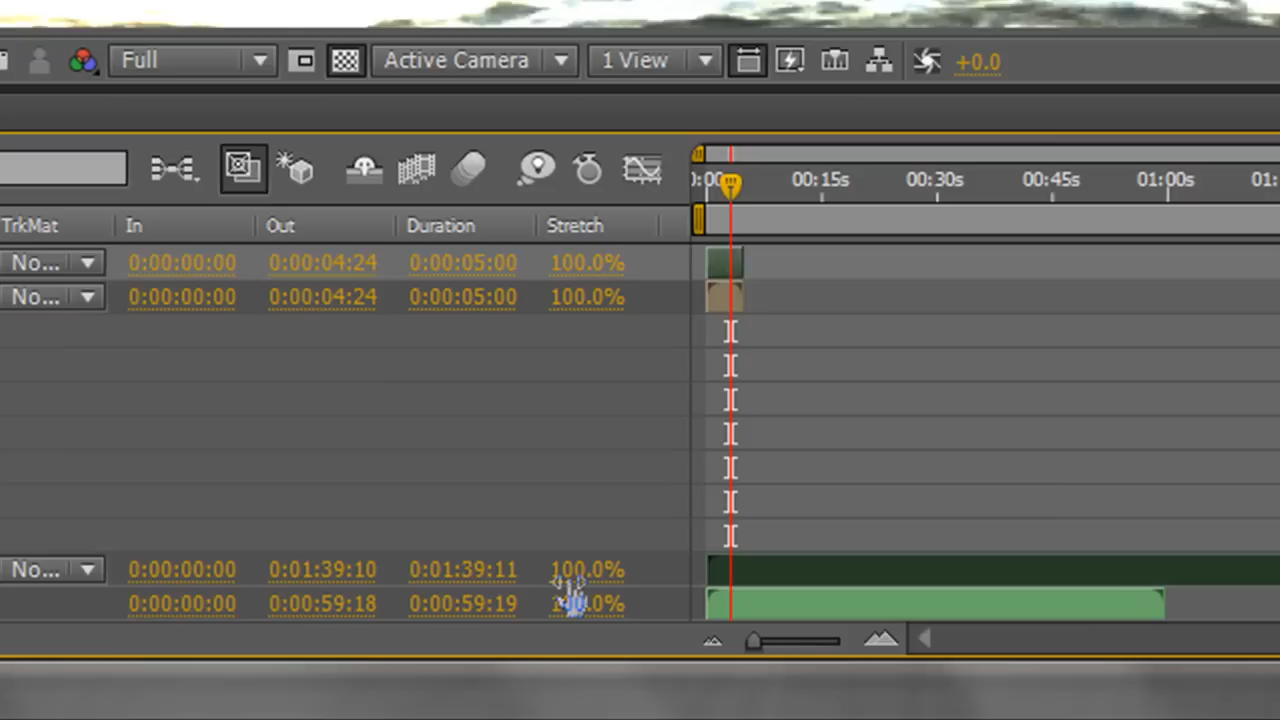 Full Active Camera 1 View +0.0
0:00 00:15s 00:30s 00:45s 01:00s 01:
TrkMat In Out Duration Stretch
No... 0:00:00:00 0:00:04:24 0:00:05:00 100.0%
No... 0:00:00:00 0:00:04:24 0:00:05:00 100.0%
No... 0:00:00:00 0:01:39:10 0:01:39:11 100.0%
0:00:00:00 0:00:59:18 0:00:59:19 100.0%